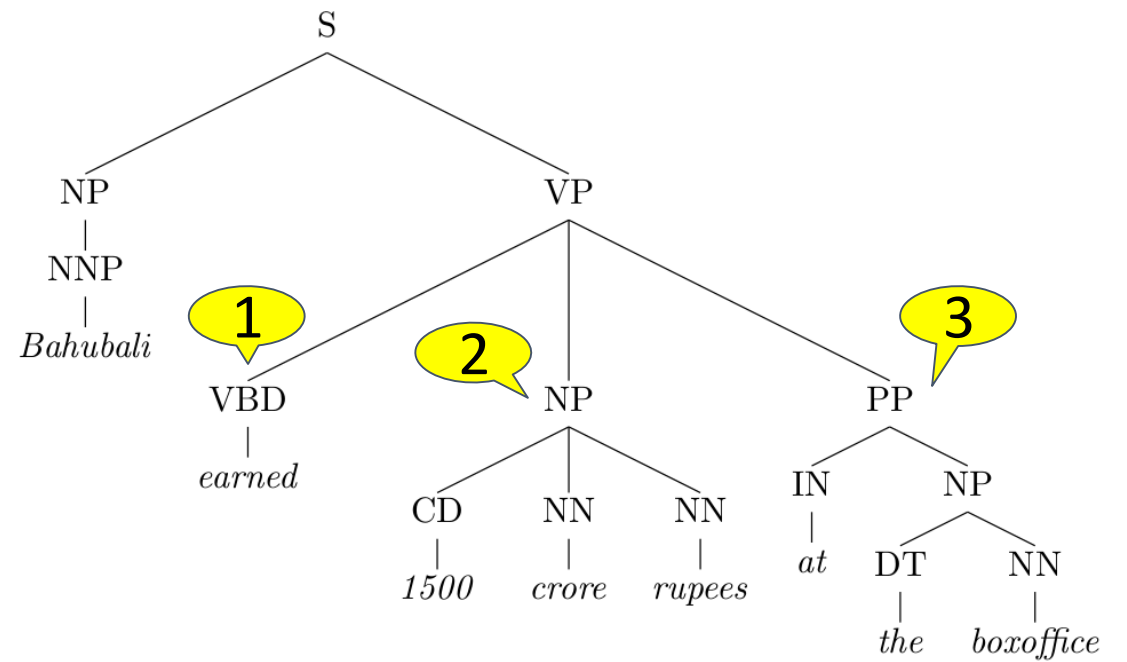 S
NP VP
NNP
1 3
Bahubali 2
VBD NP PP
earned IN NP
CD NN NN
at DT NN
1500 crore rupees
the boxoffice